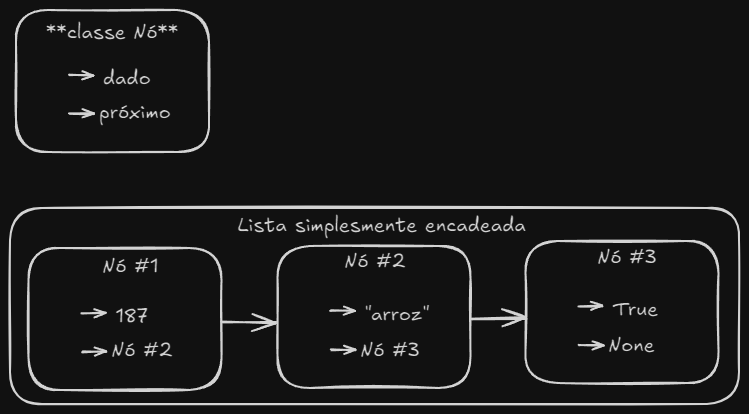 **classe Nó**
→ dado
→ próximo
Lista simplesmente encadeada
Nó #1
→ 187
→ Nó #2
Nó #2
→ "arroz"
→ Nó #3
Nó #3
→ True
→ None